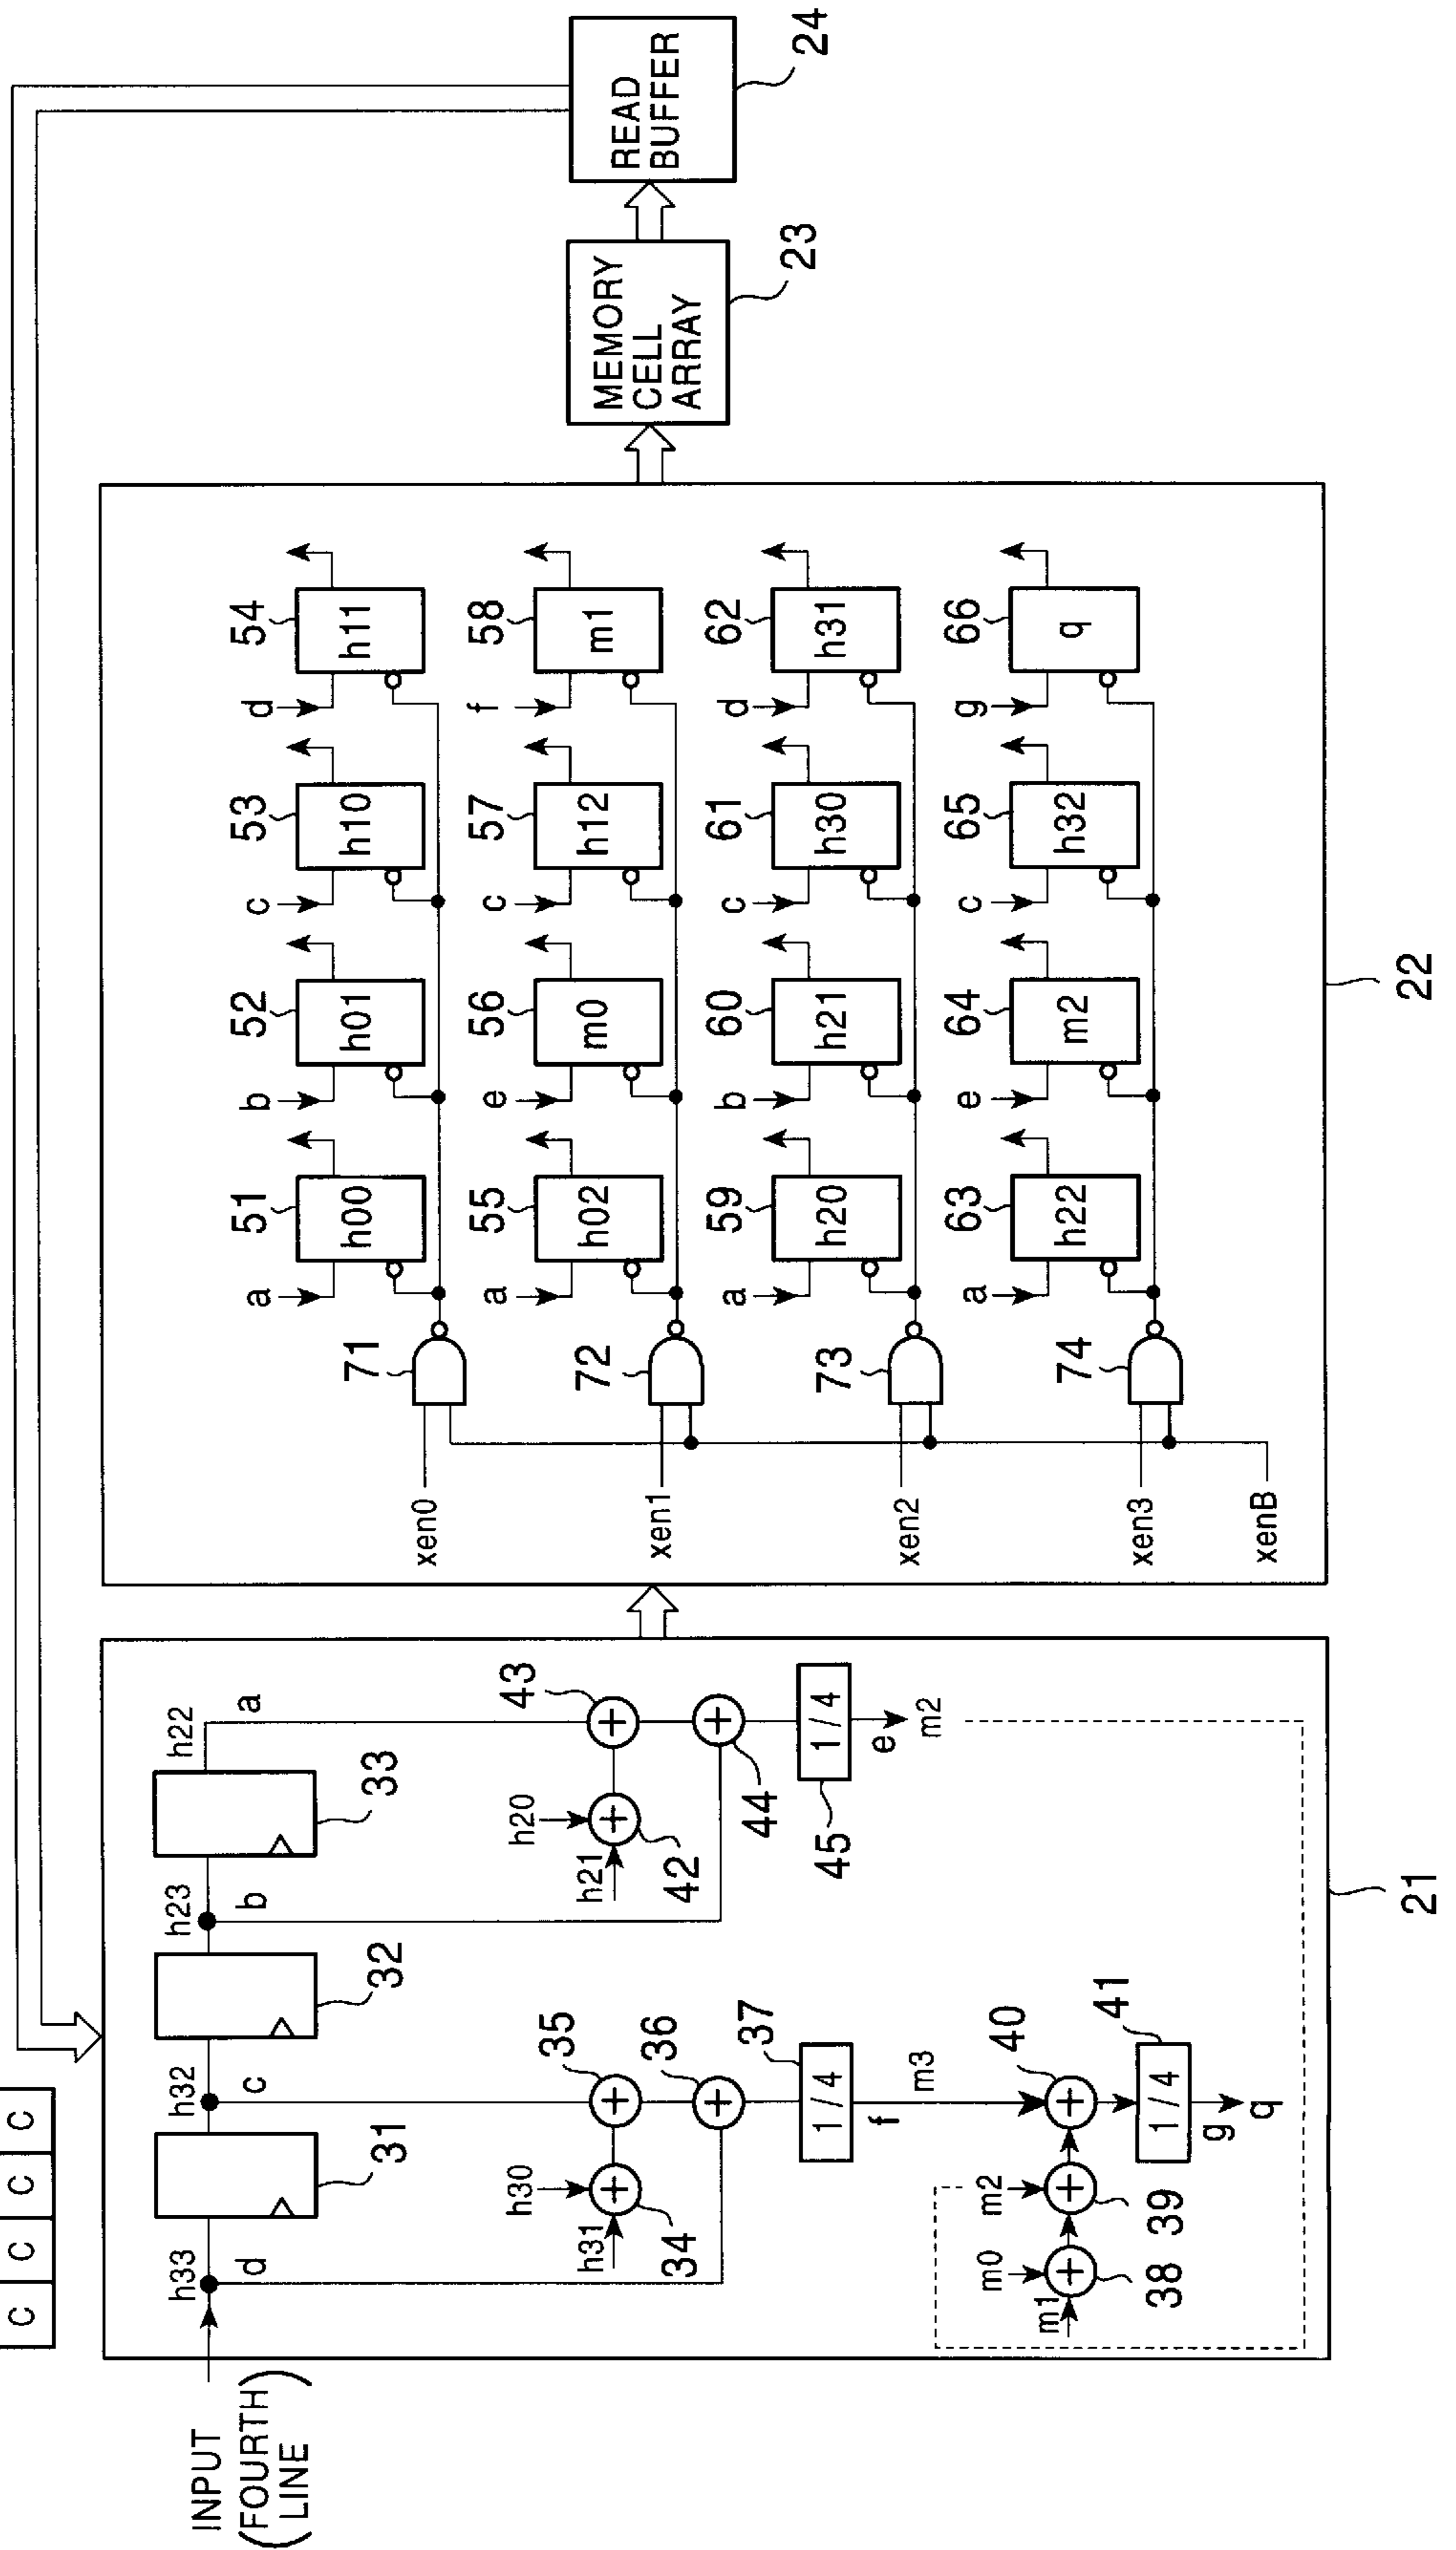 C C C C
INPUT
(FOURTH)
LINE
h33
d
31
h32
c
32
h23
b
33
h22
a
h31
h30
34
35
36
1/4
37
f
m3
h21
h20
42
43
44
1/4
45
e
m2
m1
m0
38
m2
39
40
1/4
41
g
q
21
xen0
71
a
51
h00
b
52
h01
c
53
h10
d
54
h11
xen1
72
a
55
h02
e
56
m0
c
57
h12
f
58
m1
xen2
73
a
59
h20
b
60
h21
c
61
h30
d
62
h31
xen3
74
a
63
h22
e
64
m2
c
65
h32
g
66
q
xenB
22
MEMORY
CELL
ARRAY
23
READ
BUFFER
24